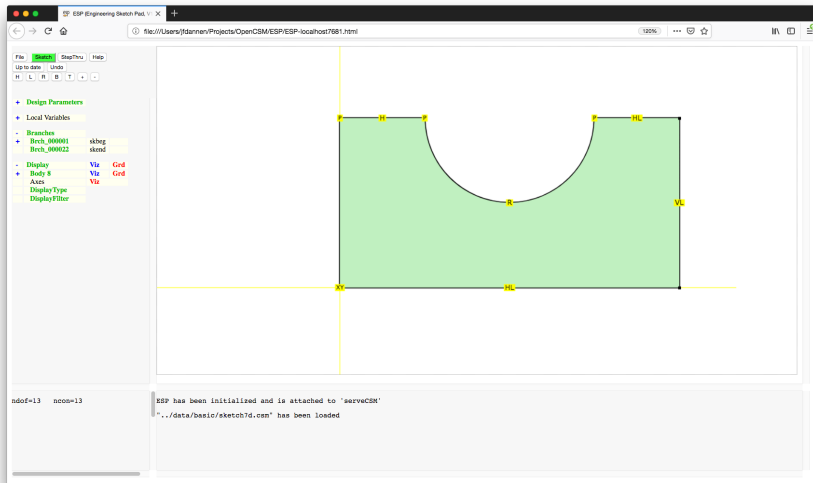 ESP (Engineering Sketch Pad, V
file:///Users/jfdannen/Projects/OpenCSM/ESP/ESP-localhost7681.html
120%
File Sketch StepThru Help
Up to date Undo
H L R B T + -
+ Design Parameters
+ Local Variables
- Branches
+ Brch_000001 skbeg
Brch_000022 skend
- Display Viz Grd
+ Body 8 Viz Grd
Axes Viz
DisplayType
DisplayFilter
P H P P HL
R VL
XY HL
ndof=13 ncon=13
ESP has been initialized and is attached to 'serveCSM'
"../data/basic/sketch7d.csm" has been loaded